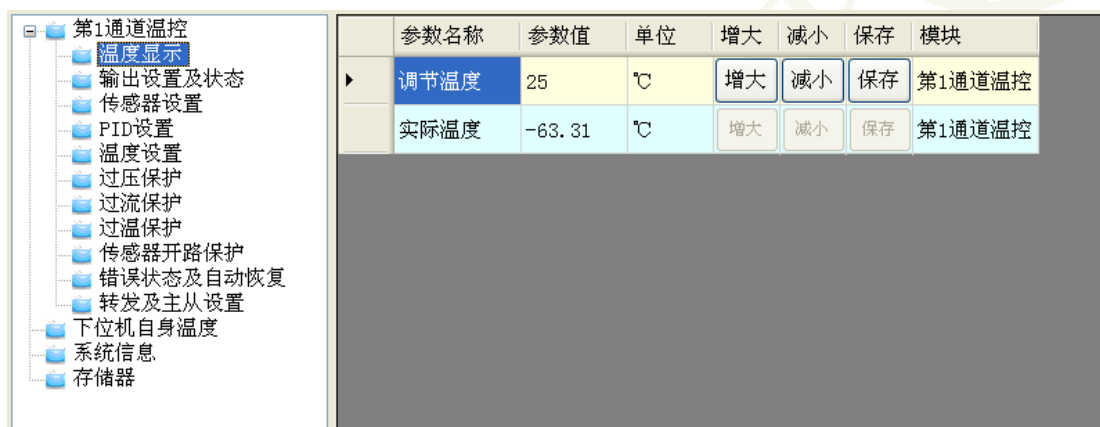 第1通道温控
温度显示
输出设置及状态
传感器设置
PID设置
温度设置
过压保护
过流保护
过温保护
传感器开路保护
错误状态及自动恢复
转发及主从设置
下位机自身温度
系统信息
存储器
参数名称 参数值 单位 增大 减小 保存 模块
调节温度 25 ℃ 增大 减小 保存 第1通道温控
实际温度 -63.31 ℃ 增大 减小 保存 第1通道温控